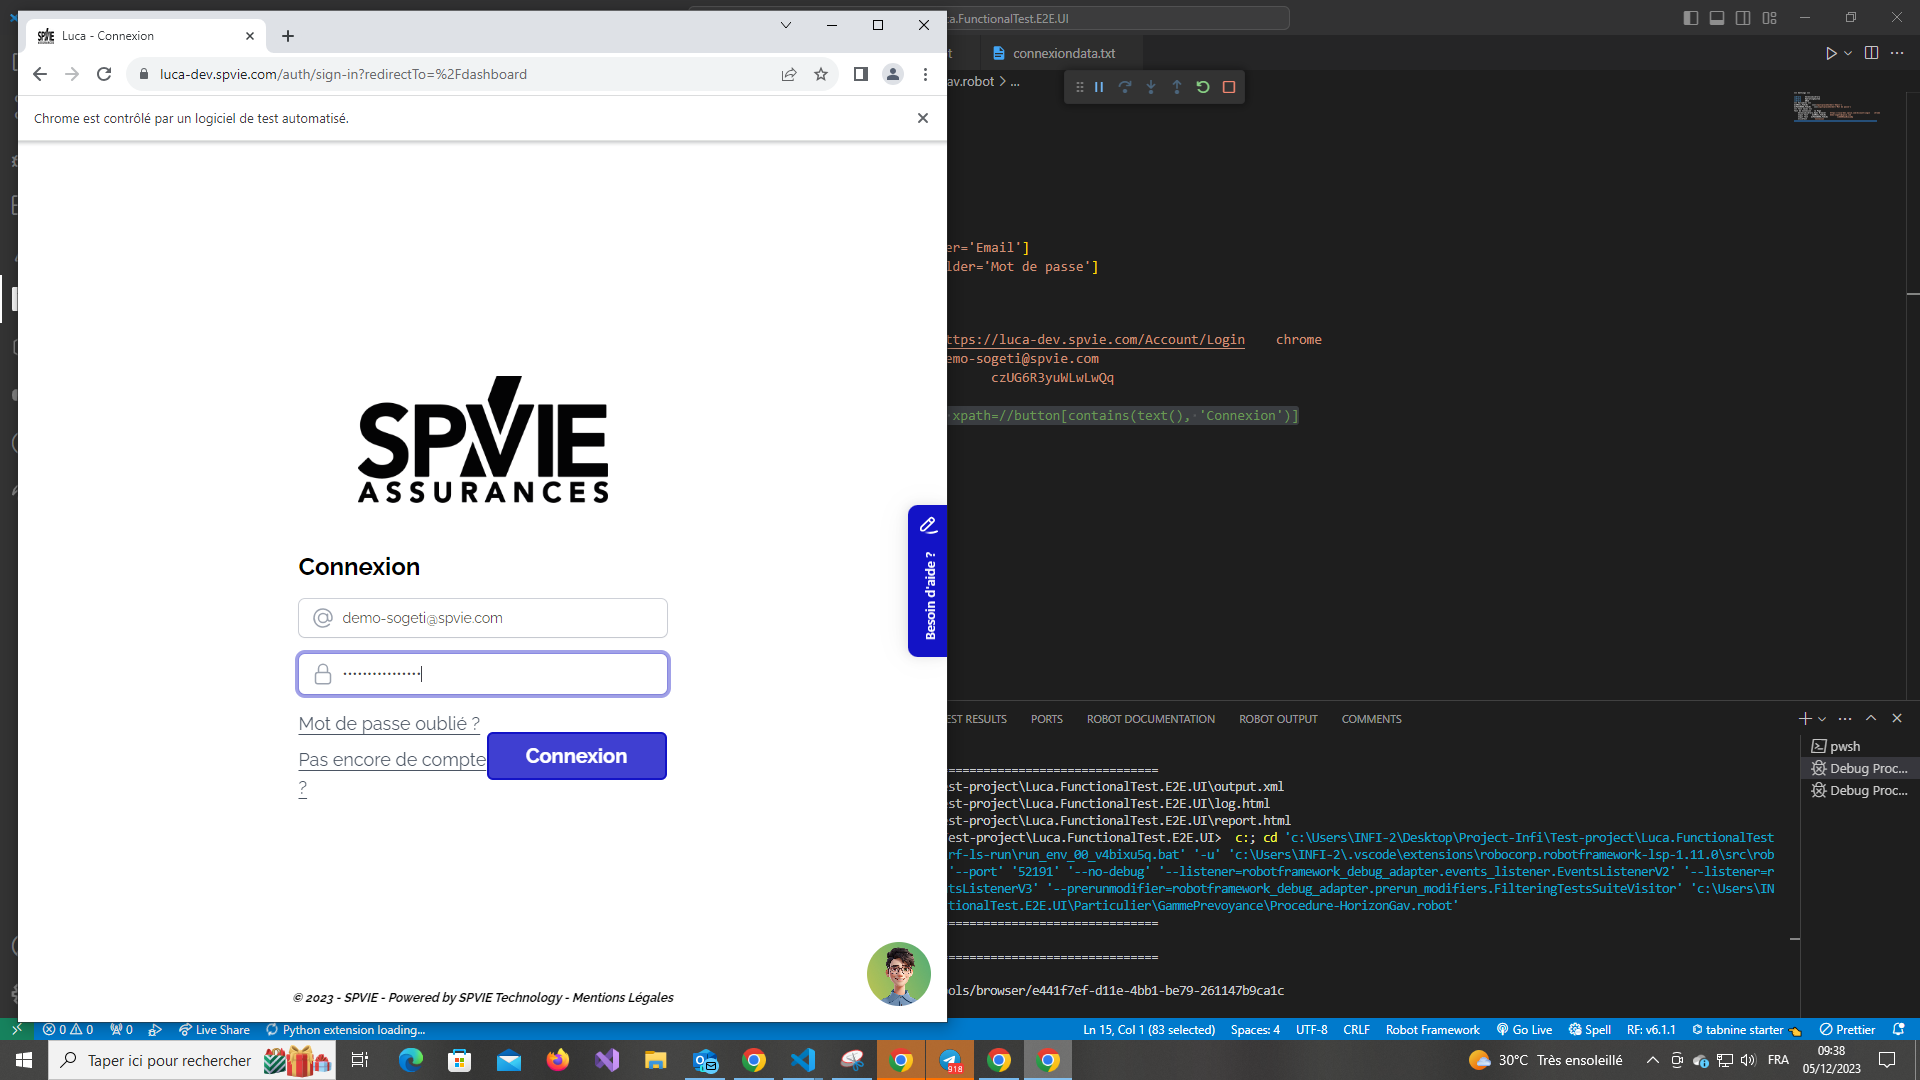 Luca - Connexion
luca-dev.spvie.com/auth/sign-in?redirectTo=%2Fdashboard
Chrome est contrôlé par un logiciel de test automatisé.
SPVIE
ASSURANCES
Connexion
demo-sogeti@spvie.com
Mot de passe oublié ?
Pas encore de compte
?
Connexion
Besoin d'aide ?
© 2023 - SPVIE - Powered by SPVIE Technology - Mentions Légales
ca.FunctionalTest.E2E.UI
t
connexiondata.txt
av.robot > ...
er='Email']
lder='Mot de passe']
ttps://luca-dev.spvie.com/Account/Login    chrome
emo-sogeti@spvie.com
czUG6R3yuWLwLwQq
xpath=//button[contains(text(), 'Connexion')]
EST RESULTS
PORTS
ROBOT DOCUMENTATION
ROBOT OUTPUT
COMMENTS
pwsh
Debug Proc...
Debug Proc...
==============================
est-project\Luca.FunctionalTest.E2E.UI\output.xml
est-project\Luca.FunctionalTest.E2E.UI\log.html
est-project\Luca.FunctionalTest.E2E.UI\report.html
Test-project\Luca.FunctionalTest.E2E.UI>  c:; cd 'c:\Users\INFI-2\Desktop\Project-Infi\Test-project\Luca.FunctionalTest
rf-ls-run\run_env_00_v4bixu5q.bat' '-u' 'c:\Users\INFI-2\.vscode\extensions\robocorp.robotframework-lsp-1.11.0\src\rob
'--port' '52191' '--no-debug' '--listener=robotframework_debug_adapter.events_listener.EventsListenerV2' '--listener=r
tsListenerV3' '--prerunmodifier=robotframework_debug_adapter.prerun_modifiers.FilteringTestsSuiteVisitor' 'c:\Users\IN
ctionalTest.E2E.UI\Particulier\GammePrevoyance\Procedure-HorizonGav.robot'
==============================
==============================
ols/browser/e441f7ef-d11e-4bb1-be79-261147b9ca1c
0 0 0 Live Share Python extension loading... Ln 15, Col 1 (83 selected) Spaces: 4 UTF-8 CRLF Robot Framework Go Live Spell RF: v6.1.1 tabnine starter Prettier
Taper ici pour rechercher
918
30°C Très ensoleillé
FRA
09:38
05/12/2023